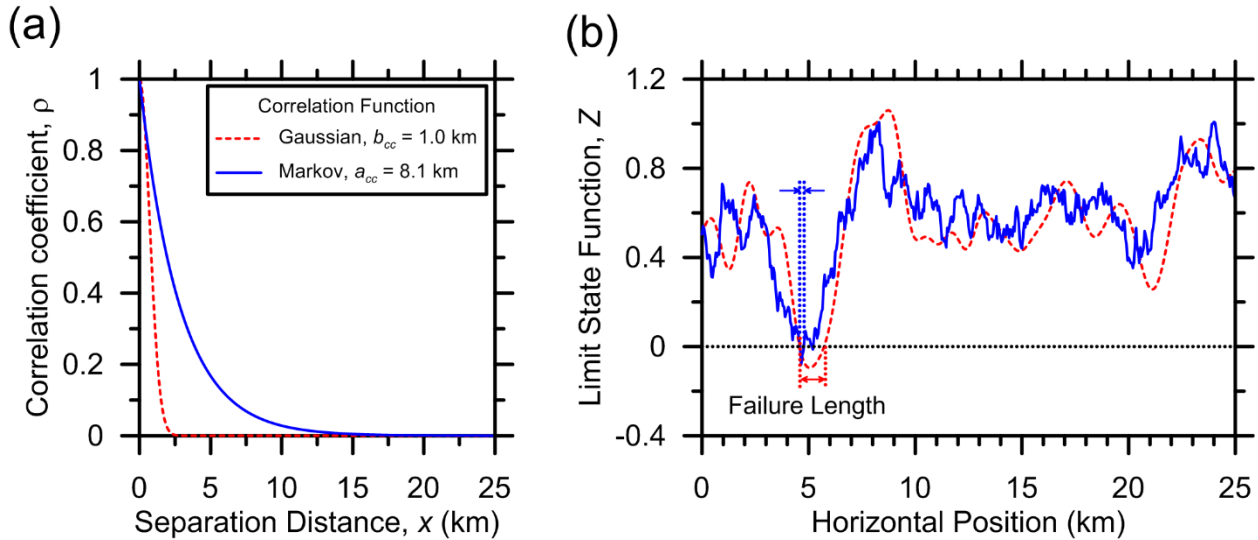 (a)
Correlation coefficient, ρ
1
0.8
0.6
0.4
0.2
0
0 5 10 15 20 25
Separation Distance, x (km)
Correlation Function
Gaussian, bcc = 1.0 km
Markov, acc = 8.1 km
(b)
Limit State Function, Z
1.2
0.8
0.4
0
-0.4
Failure Length
0 5 10 15 20 25
Horizontal Position (km)